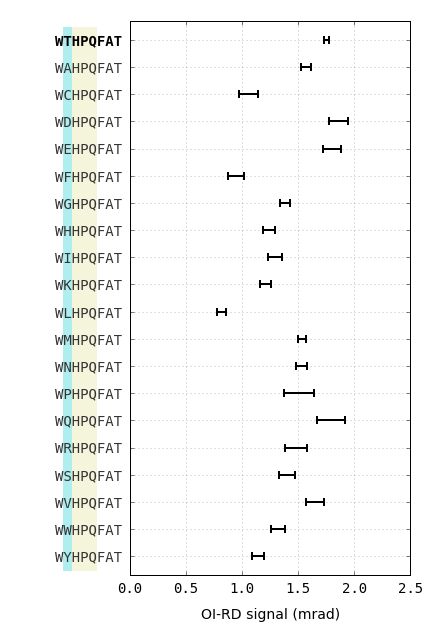 WTHPQFAT
WAHPQFAT
WCHPQFAT
WDHPQFAT
WEHPQFAT
WFHPQFAT
WGHPQFAT
WHHPQFAT
WIHPQFAT
WKHPQFAT
WLHPQFAT
WMHPQFAT
WNHPQFAT
WPHPQFAT
WQHPQFAT
WRHPQFAT
WSHPQFAT
WVHPQFAT
WWHPQFAT
WYHPQFAT
0.0 0.5 1.0 1.5 2.0 2.5
OI-RD signal (mrad)